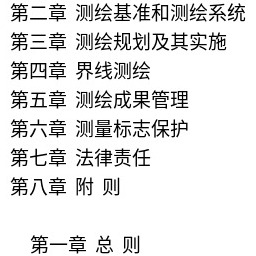 第二章 测绘基准和测绘系统
第三章 测绘规划及其实施
第四章 界线测绘
第五章 测绘成果管理
第六章 测量标志保护
第七章 法律责任
第八章 附 则
第一章 总 则